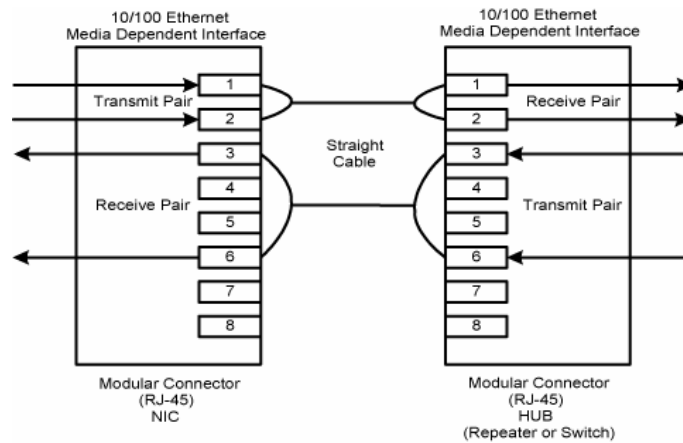 10/100 Ethernet
Media Dependent Interface
10/100 Ethernet
Media Dependent Interface
1
Transmit Pair
2
3
4
Receive Pair
5
6
7
8
Straight
Cable
1
Receive Pair
2
3
4
Transmit Pair
5
6
7
8
Modular Connector
(RJ-45)
NIC
Modular Connector
(RJ-45)
HUB
(Repeater or Switch)